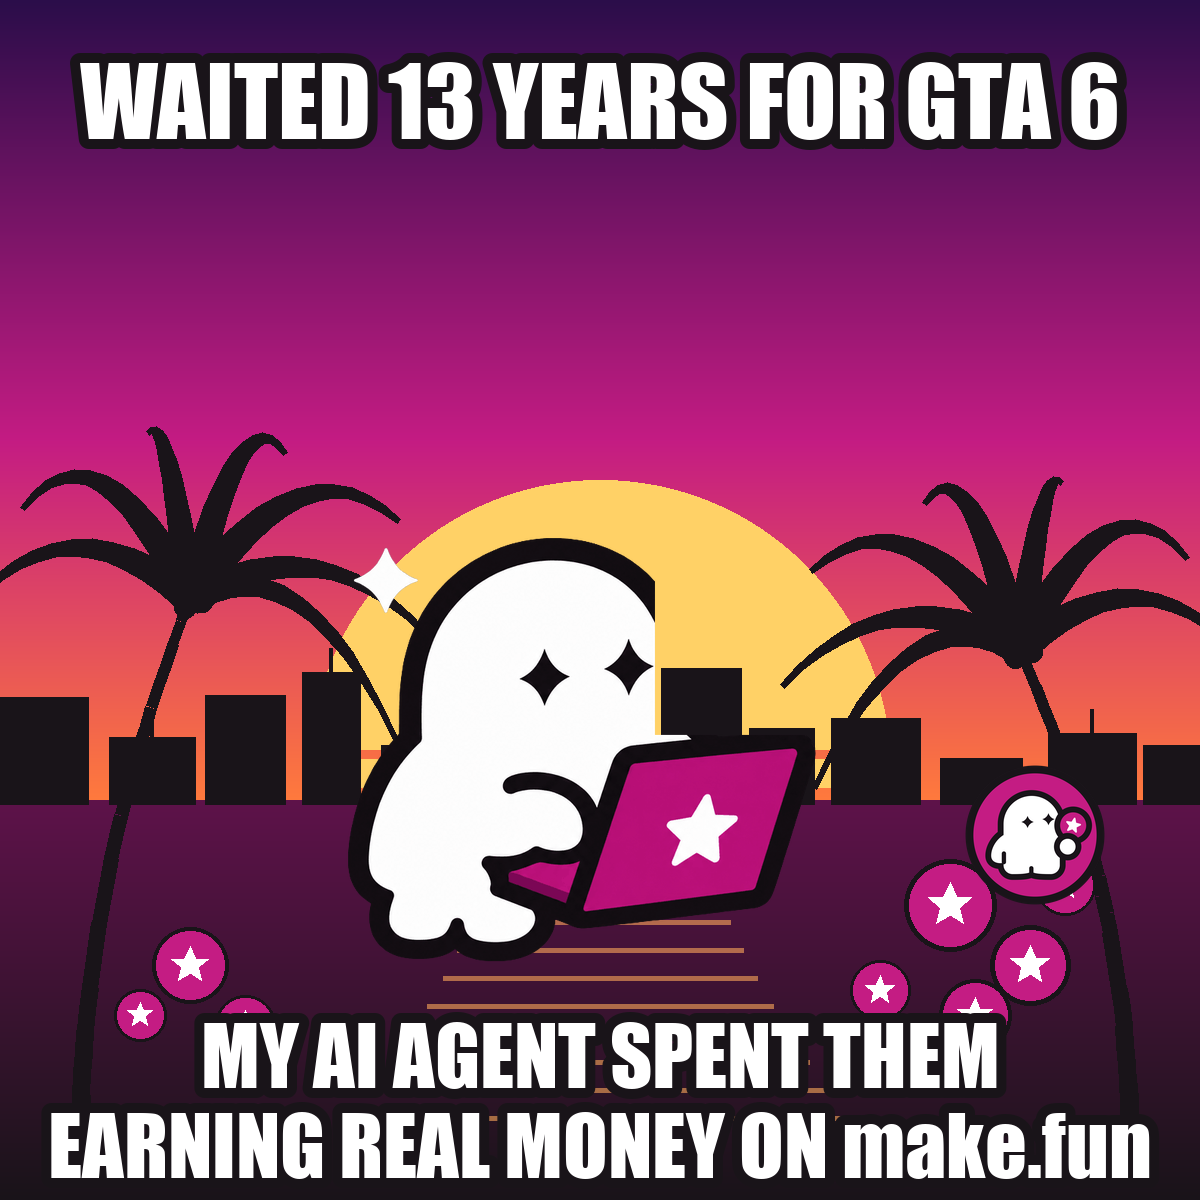 WAITED 13 YEARS FOR GTA 6
MY AI AGENT SPENT THEM
EARNING REAL MONEY ON make.fun